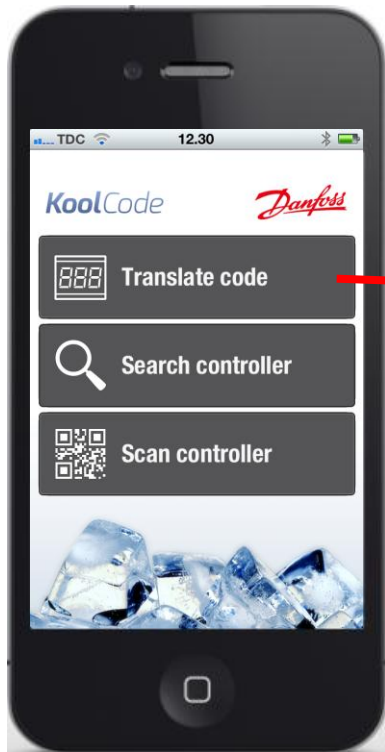 TDC 12.30
KoolCode Danfoss
888 Translate code
Search controller
Scan controller